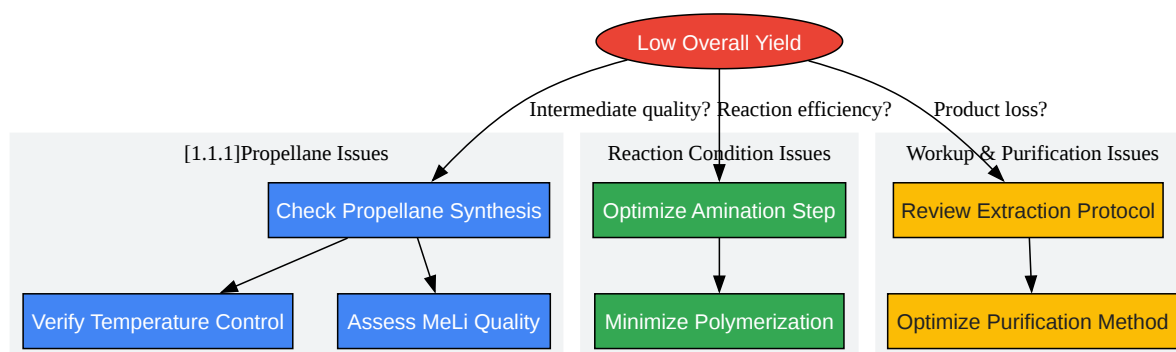 Low Overall Yield
Intermediate quality?
Reaction efficiency?
Product loss?
[1.1.1]Propellane Issues
Reaction Condition Issues
Workup & Purification Issues
Check Propellane Synthesis
Optimize Amination Step
Review Extraction Protocol
Verify Temperature Control
Assess MeLi Quality
Minimize Polymerization
Optimize Purification Method